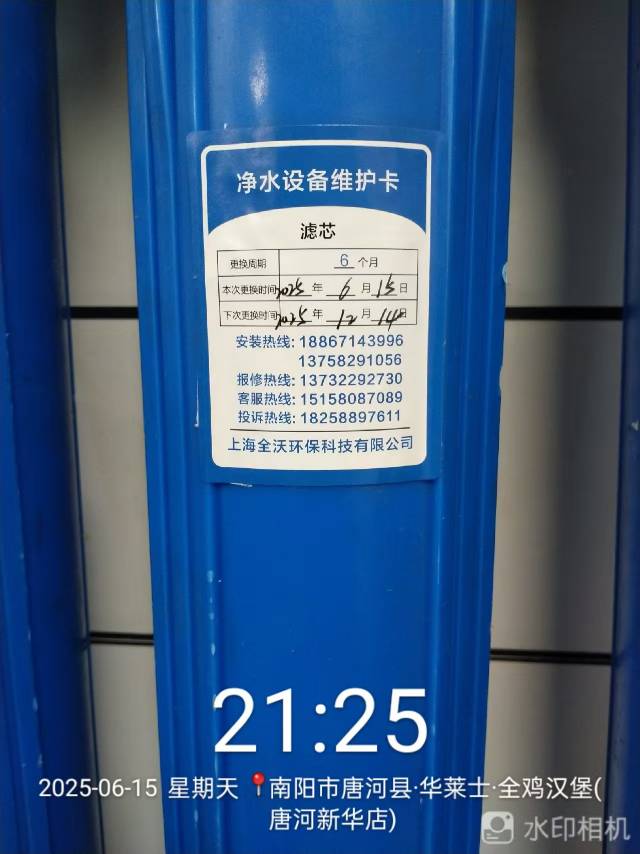 净水设备维护卡
滤芯
更换周期 6 个月
本次更换时间 2025 年 6 月 15 日
下次更换时间 2025 年 12 月 14 日
安装热线: 18867143996
13758291056
报修热线: 13732292730
客服热线: 15158087089
投诉热线: 18258897611
上海全沃环保科技有限公司
21:25
2025-06-15 星期天 南阳市唐河县·华莱士·全鸡汉堡(
唐河新华店)
水印相机